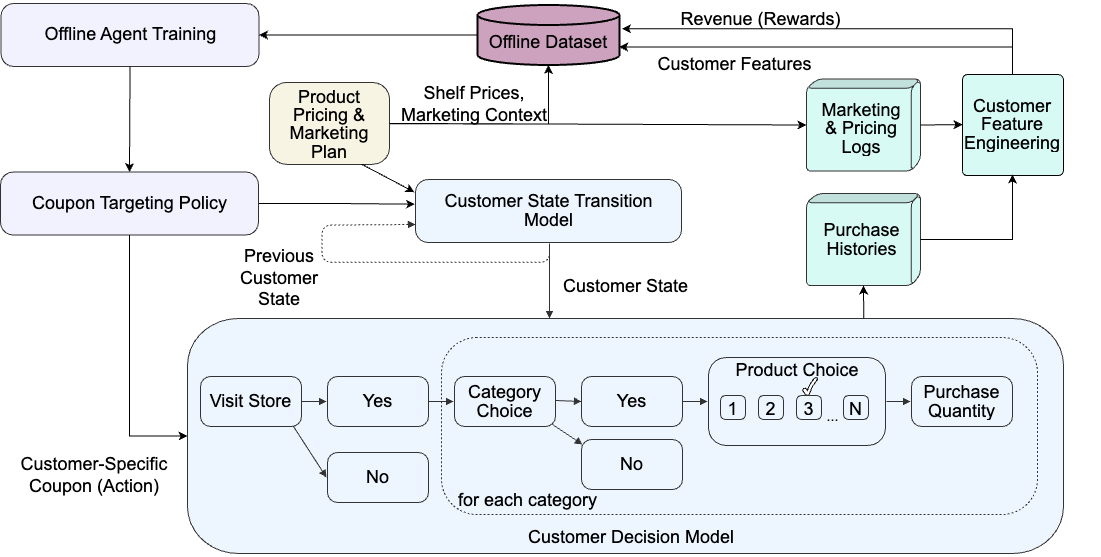 Offline Agent Training
Offline Dataset
Revenue (Rewards)
Customer Features
Product
Pricing &
Marketing
Plan
Shelf Prices,
Marketing Context
Marketing
& Pricing
Logs
Customer
Feature
Engineering
Coupon Targeting Policy
Customer State Transition
Model
Purchase
Histories
Previous
Customer
State
Customer State
Visit Store
Yes
No
Category
Choice
Yes
No
Product Choice
1 2 3 ... N
Purchase
Quantity
for each category
Customer-Specific
Coupon (Action)
Customer Decision Model